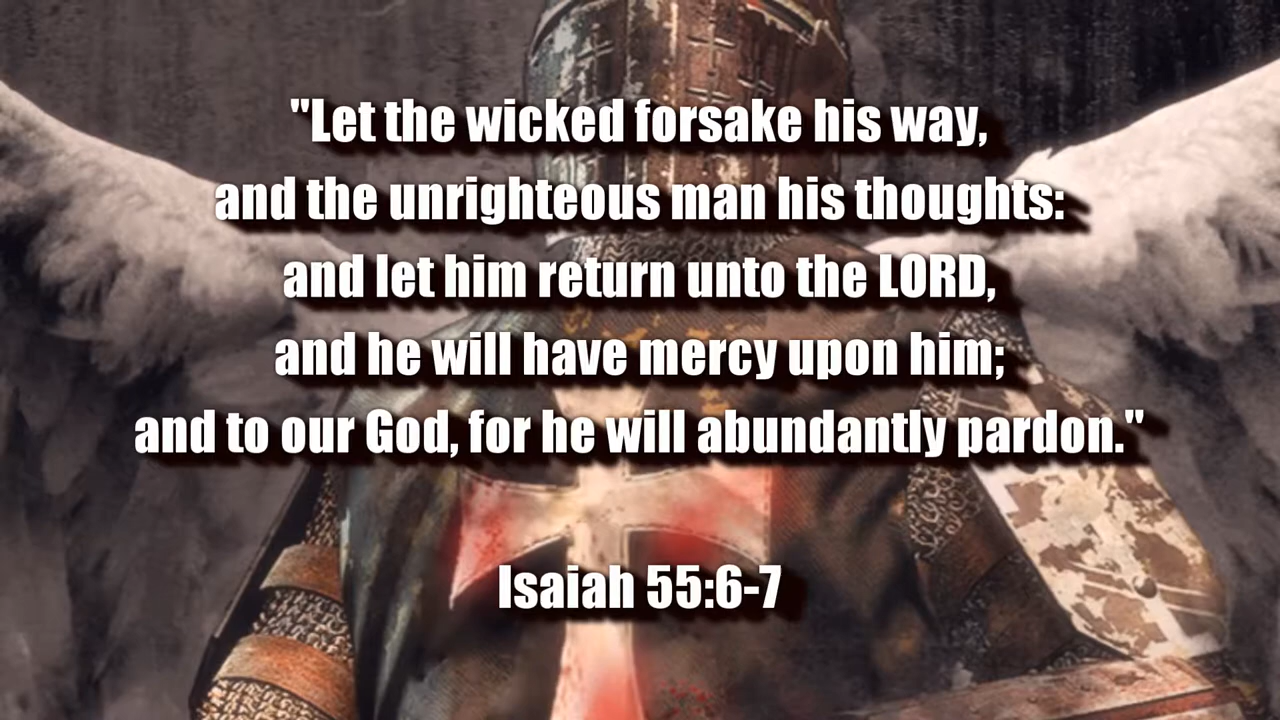 "Let the wicked forsake his way,
and the unrighteous man his thoughts:
and let him return unto the LORD,
and he will have mercy upon him;
and to our God, for he will abundantly pardon."
Isaiah 55:6-7